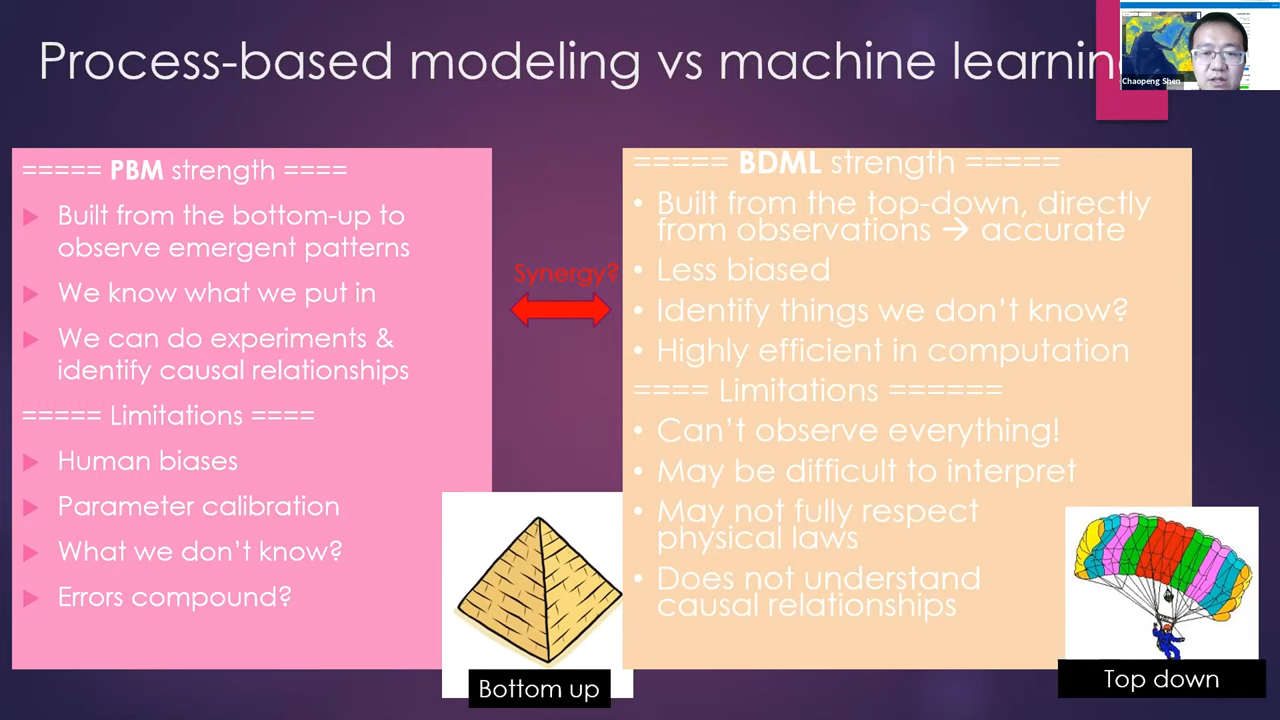 Process-based modeling vs machine learnin
Chaopeng Shen
===== PBM strength ====
Built from the bottom-up to
observe emergent patterns
We know what we put in
We can do experiments &
identify causal relationships
===== Limitations ====
Human biases
Parameter calibration
What we don't know?
Errors compound?
Synergy?
===== BDML strength =====
• Built from the top-down, directly
from observations → accurate
• Less biased
• Identify things we don't know?
• Highly efficient in computation
==== Limitations ======
• Can't observe everything!
• May be difficult to interpret
• May not fully respect
physical laws
• Does not understand
causal relationships
Bottom up
Top down